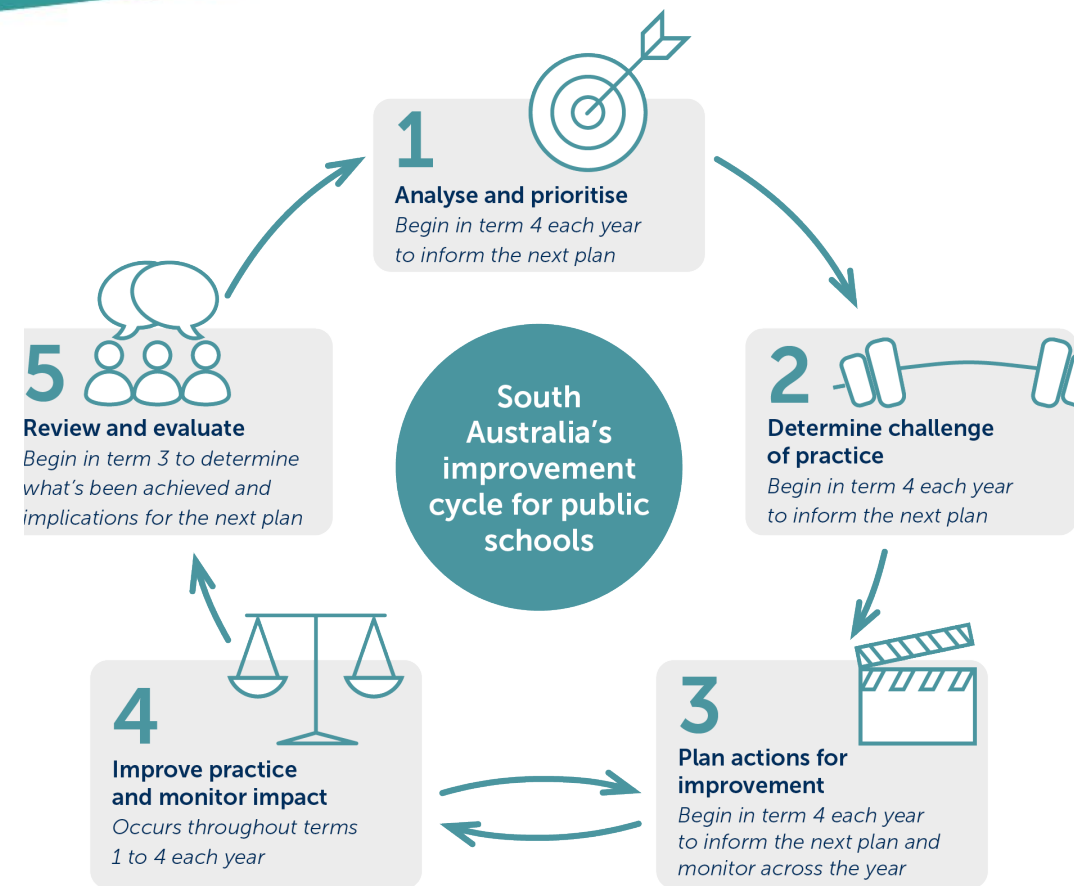 1
Analyse and prioritise
Begin in term 4 each year
to inform the next plan
2
Determine challenge
of practice
Begin in term 4 each year
to inform the next plan
3
Plan actions for
improvement
Begin in term 4 each year
to inform the next plan and
monitor across the year
4
Improve practice
and monitor impact
Occurs throughout terms
1 to 4 each year
5
Review and evaluate
Begin in term 3 to determine
what's been achieved and
implications for the next plan
South
Australia's
improvement
cycle for public
schools